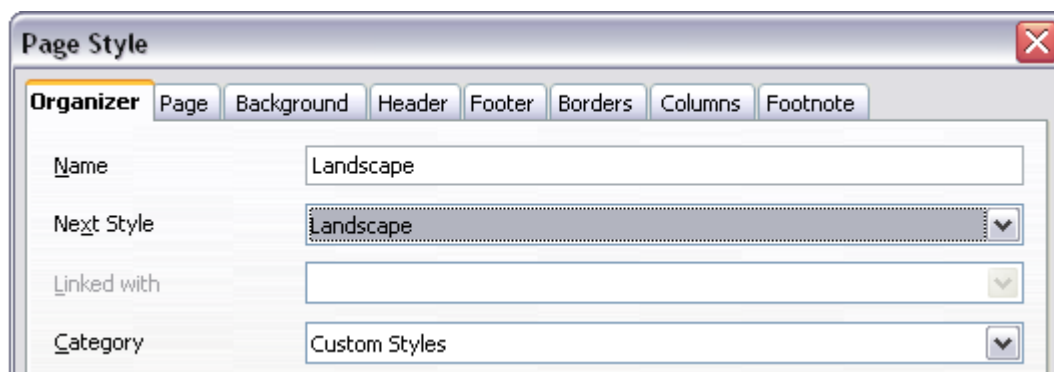 Page Style
Organizer Page Background Header Footer Borders Columns Footnote
Name Landscape
Next Style Landscape
Linked with
Category Custom Styles